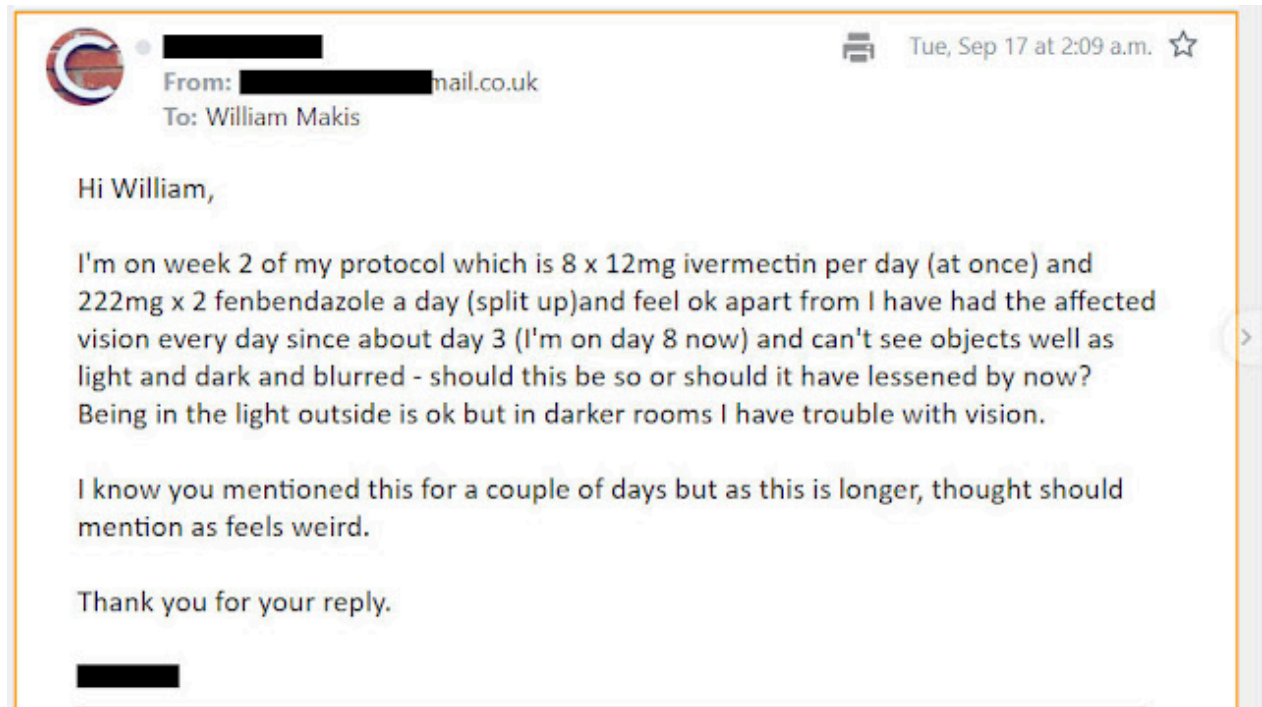 Tue, Sep 17 at 2:09 a.m.
From: mail.co.uk
To: William Makis
Hi William,
I'm on week 2 of my protocol which is 8 x 12mg ivermectin per day (at once) and
222mg x 2 fenbendazole a day (split up)and feel ok apart from I have had the affected
vision every day since about day 3 (I'm on day 8 now) and can't see objects well as
light and dark and blurred - should this be so or should it have lessened by now?
Being in the light outside is ok but in darker rooms I have trouble with vision.
I know you mentioned this for a couple of days but as this is longer, thought should
mention as feels weird.
Thank you for your reply.